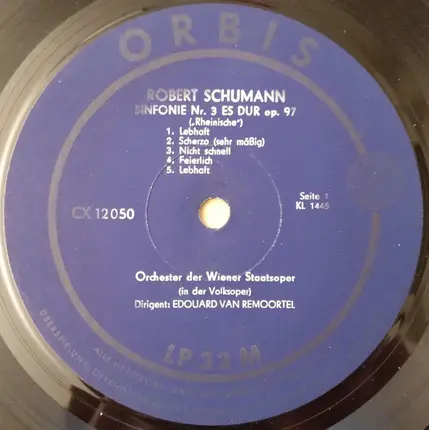 ORBIS
ROBERT SCHUMANN
SINFONIE Nr. 3 ES DUR op. 97
(„Rheinische")
1. Lebhaft
2. Scherzo (sehr mäßig)
3. Nicht schnell
4. Feierlich
5. Lebhaft
CX 12050
Seite 1
KL 1445
Orchester der Wiener Staatsoper
(in der Volksoper)
Dirigent: EDOUARD VAN REMOORTEL
LP 33 M
ALLE